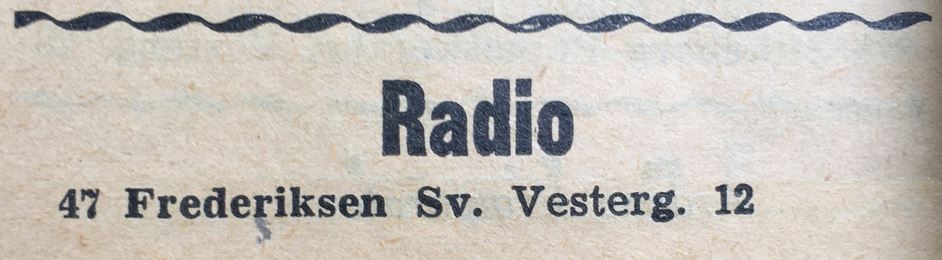 Radio
47 Frederiksen Sv. Vesterg. 12